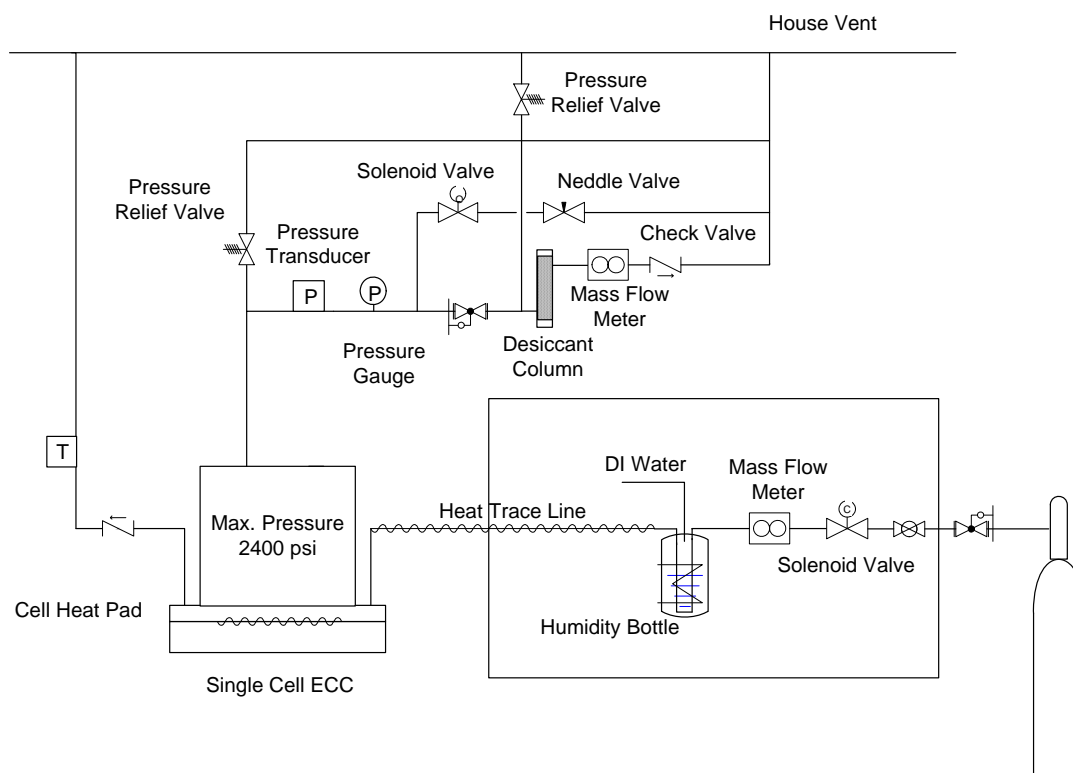 House Vent
Pressure
Relief Valve
Solenoid Valve
Neddle Valve
Pressure
Relief Valve
Pressure
Transducer
Check Valve
P
P
Mass Flow
Meter
Pressure
Gauge
Desiccant
Column
T
DI Water
Mass Flow
Meter
Heat Trace Line
Max. Pressure
2400 psi
C
Solenoid Valve
Cell Heat Pad
Humidity Bottle
Single Cell ECC